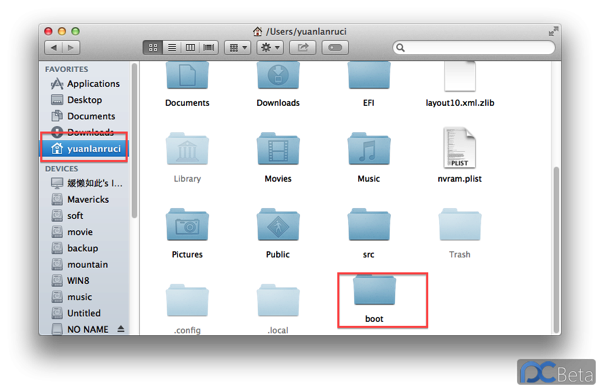 /Users/yuanlanruci
FAVORITES
Applications
Desktop
Documents
Downloads
yuanlanruci
DEVICES
媛懒如此's I...
Mavericks
soft
movie
backup
mountain
WIN8
music
Untitled
NO NAME
Documents
Downloads
EFI
layout10.xml.zlib
Library
Movies
Music
PLIST
nvram.plist
Pictures
Public
src
Trash
.config
.local
boot
PCBeta